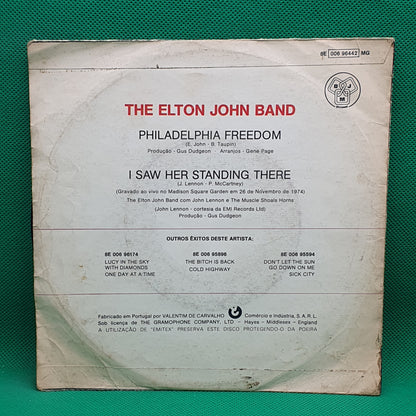 8E 006 96442 MG
B J M
THE ELTON JOHN BAND
PHILADELPHIA FREEDOM
(E. John - B. Taupin)
Produção - Gus Dudgeon Arranjos - Gene Page
I SAW HER STANDING THERE
(J. Lennon - P. McCartney)
(Gravado ao vivo no Madison Square Garden em 26 de Novembro de 1974)
The Elton John Band com John Lennon e The Muscle Shoals Horns
(John Lennon - cortesia da EMI Records Ltd)
Produção - Gus Dudgeon
OUTROS ÊXITOS DESTE ARTISTA:
8E 006 96174 8E 006 95896 8E 006 95594
LUCY IN THE SKY THE BITCH IS BACK DON'T LET THE SUN
WITH DIAMONDS COLD HIGHWAY GO DOWN ON ME
ONE DAY AT A TIME SICK CITY
Fabricado em Portugal por VALENTIM DE CARVALHO Comércio e Indústria, S. A. R. L.
Sob licença de THE GRAMOPHONE COMPANY, LTD — Hayes - Middlesex - England
A UTILIZAÇÃO DE "EMITEX" PRESERVA ESTE DISCO PROTEGENDO-O DA POEIRA